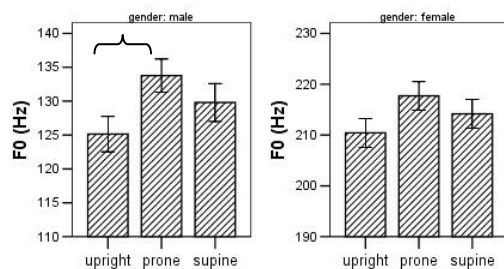 gender: male
F0 (Hz)
140
135
130
125
120
115
110
upright prone supine
gender: female
F0 (Hz)
230
220
210
200
190
upright prone supine